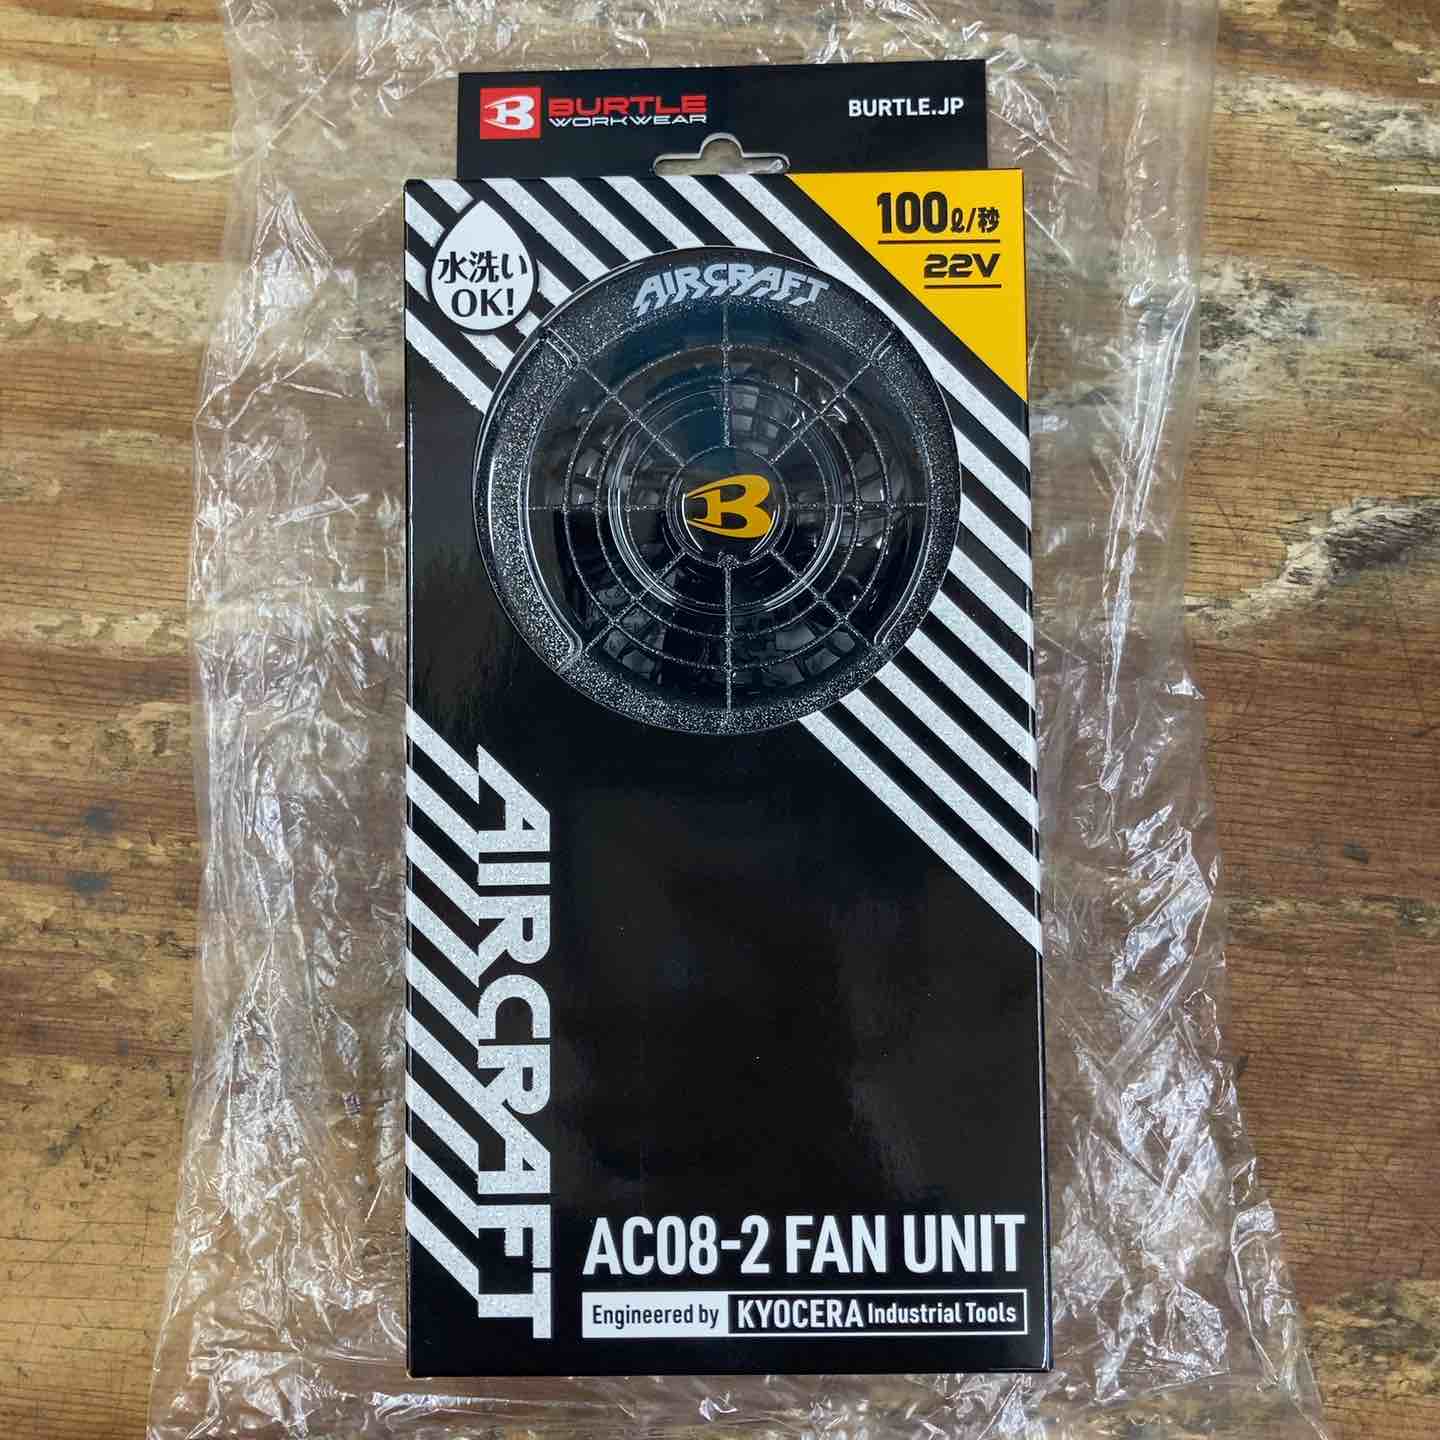 BURTLE
WORKWEAR
BURTLE.JP
100ℓ/秒
22V
水洗い
OK!
AIRCRAFT
B
AIRCRAFT
AC08-2 FAN UNIT
Engineered by KYOCERA Industrial Tools